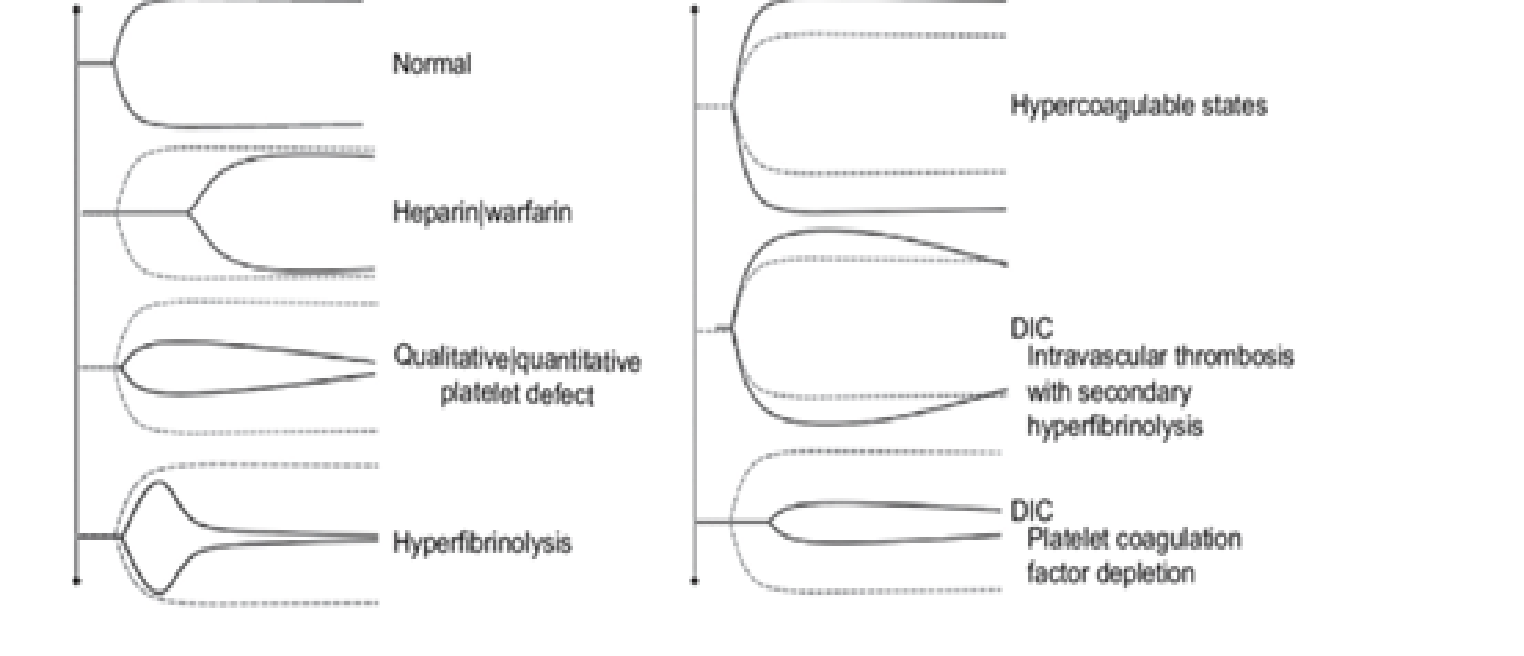 Normal
Heparin|warfarin
Qualitative|quantitative
platelet defect
Hyperfibrinolysis
Hypercoagulable states
DIC
Intravascular thrombosis
with secondary
hyperfibrinolysis
DIC
Platelet coagulation
factor depletion